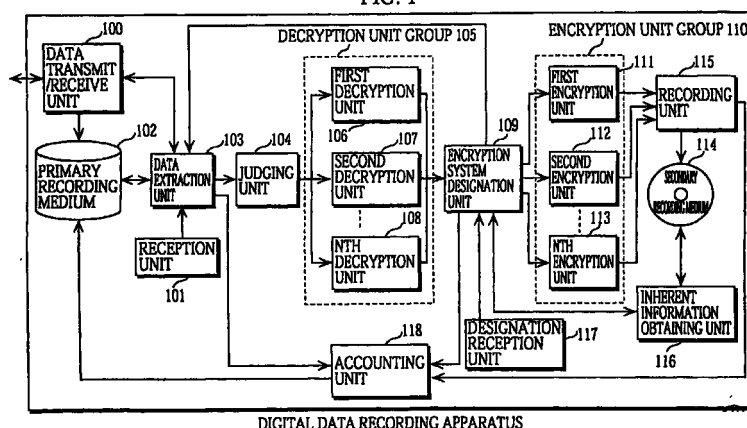 FIG. 1
DECRYPTION UNIT GROUP 105
ENCRYPTION UNIT GROUP 110
100
DATA
TRANSMIT
/RECEIVE
UNIT
102
PRIMARY
RECORDING
MEDIUM
103
DATA
EXTRACTION
UNIT
RECEPTION
UNIT
101
104
JUDGING
UNIT
FIRST
DECRYPTION
UNIT
106
107
SECOND
DECRYPTION
UNIT
108
NTH
DECRYPTION
UNIT
109
ENCRYPTION
SYSTEM
DESIGNATION
UNIT
111
FIRST
ENCRYPTION
UNIT
112
SECOND
ENCRYPTION
UNIT
113
NTH
ENCRYPTION
UNIT
115
RECORDING
UNIT
114
SECONDARY
RECORDING MEDIUM
INHERENT
INFORMATION
OBTAINING UNIT
116
DESIGNATION
RECEPTION
UNIT
117
118
ACCOUNTING
UNIT
DIGITAL DATA RECORDING APPARATUS